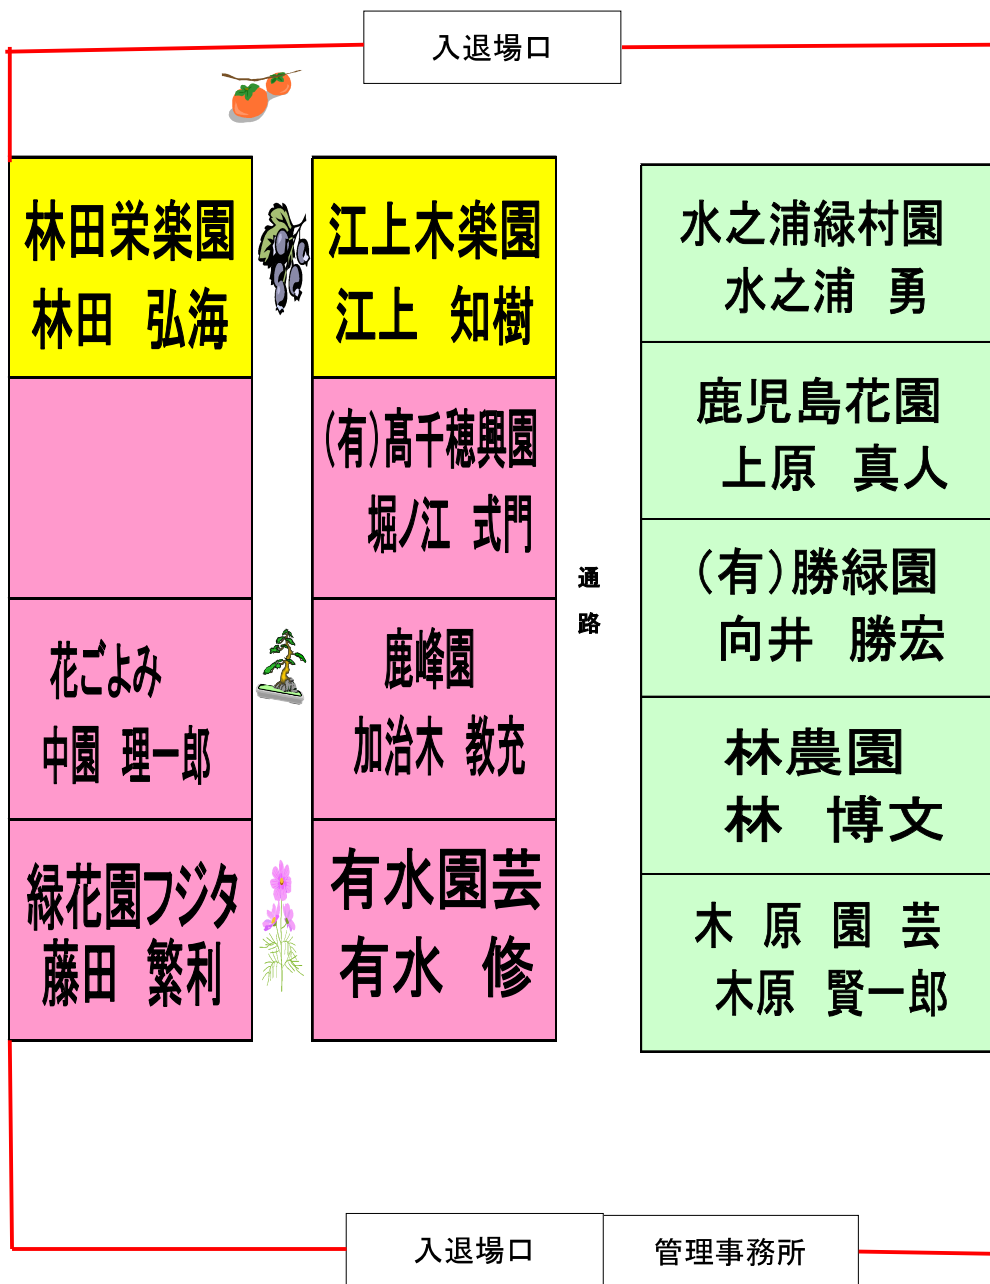 入退場口
林田栄楽園
林田　弘海
江上木楽園
江上　知樹
水之浦緑村園
水之浦　勇
(有)髙千穂興園
堀ノ江　式門
鹿児島花園
上原　真人
通
路
(有)勝緑園
向井　勝宏
花ごよみ
中園　理一郎
鹿峰園
加治木　教充
林農園
林　博文
緑花園フジタ
藤田　繁利
有水園芸
有水　修
木　原　園　芸
木原　賢一郎
入退場口
管理事務所